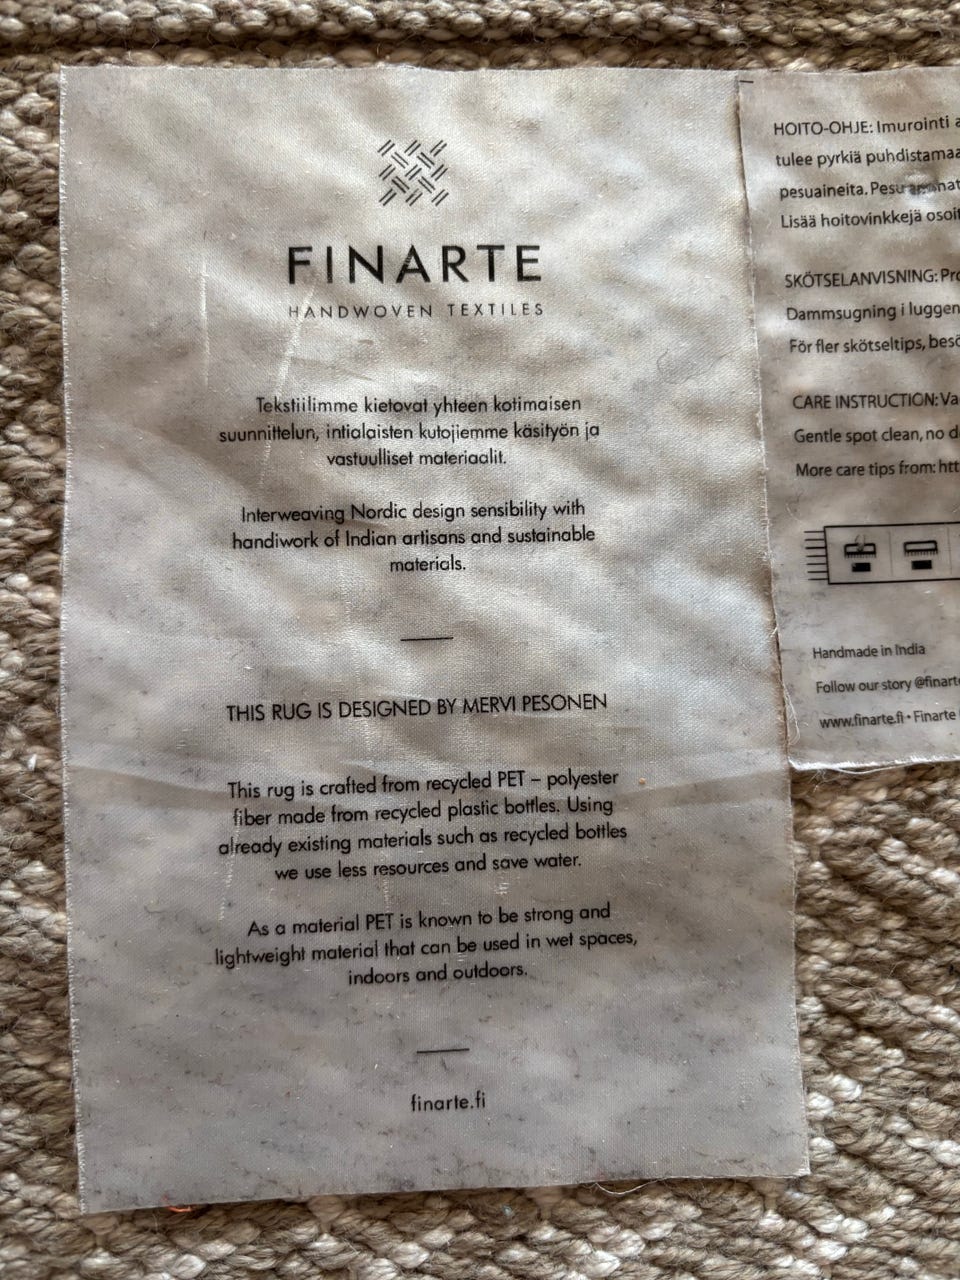 FINARTE
HANDWOVEN TEXTILES
Tekstiilimme kietovat yhteen kotimaisen
suunnittelun, intialaisten kutojiemme käsityön ja
vastuulliset materiaalit.
Interweaving Nordic design sensibility with
handiwork of Indian artisans and sustainable
materials.
THIS RUG IS DESIGNED BY MERVI PESONEN
This rug is crafted from recycled PET – polyester
fiber made from recycled plastic bottles. Using
already existing materials such as recycled bottles
we use less resources and save water.
As a material PET is known to be strong and
lightweight material that can be used in wet spaces,
indoors and outdoors.
finarte.fi
HOITO-OHJE: Imurointi
tulee pyrkiä
pesuaineita.
Lisää hoitovinkkejä
SKÖTSELANVISNING:
Dammsugning i
För fler skötseltips,
CARE INSTRUCTION:
Gentle spot clean, no
More care tips from:
Handmade in India
Follow our story
www.finarte.fi • Finarte